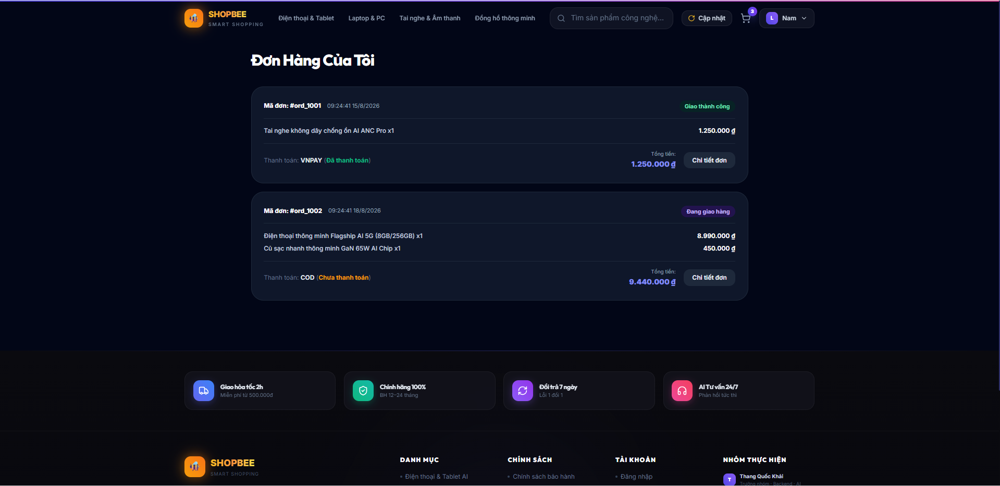 SHOPBEE
SMART SHOPPING
Điện thoại & Tablet
Laptop & PC
Tai nghe & Âm thanh
Đồng hồ thông minh
Tìm sản phẩm công nghệ...
Cập nhật
3
L
Nam
Đơn Hàng Của Tôi
Mã đơn: #ord_1001 09:24:41 15/8/2026
Giao thành công
Tai nghe không dây chống ồn AI ANC Pro x1
1.250.000 ₫
Thanh toán: VNPAY (Đã thanh toán)
Tổng tiền:
1.250.000 ₫
Chi tiết đơn
Mã đơn: #ord_1002 09:24:41 18/8/2026
Đang giao hàng
Điện thoại thông minh Flagship AI 5G (8GB/256GB) x1
8.990.000 ₫
Củ sạc nhanh thông minh GaN 65W AI Chip x1
450.000 ₫
Thanh toán: COD (Chưa thanh toán)
Tổng tiền:
9.440.000 ₫
Chi tiết đơn
Giao hỏa tốc 2h
Miễn phí từ 500.000đ
Chính hãng 100%
BH 12–24 tháng
Đổi trả 7 ngày
Lỗi 1 đổi 1
AI Tư vấn 24/7
Phản hồi tức thì
SHOPBEE
SMART SHOPPING
DANH MỤC
Điện thoại & Tablet AI
CHÍNH SÁCH
Chính sách bảo hành
TÀI KHOẢN
Đăng nhập
NHÓM THỰC HIỆN
T
Thang Quốc Khải
Trưởng nhóm · Backend · AI